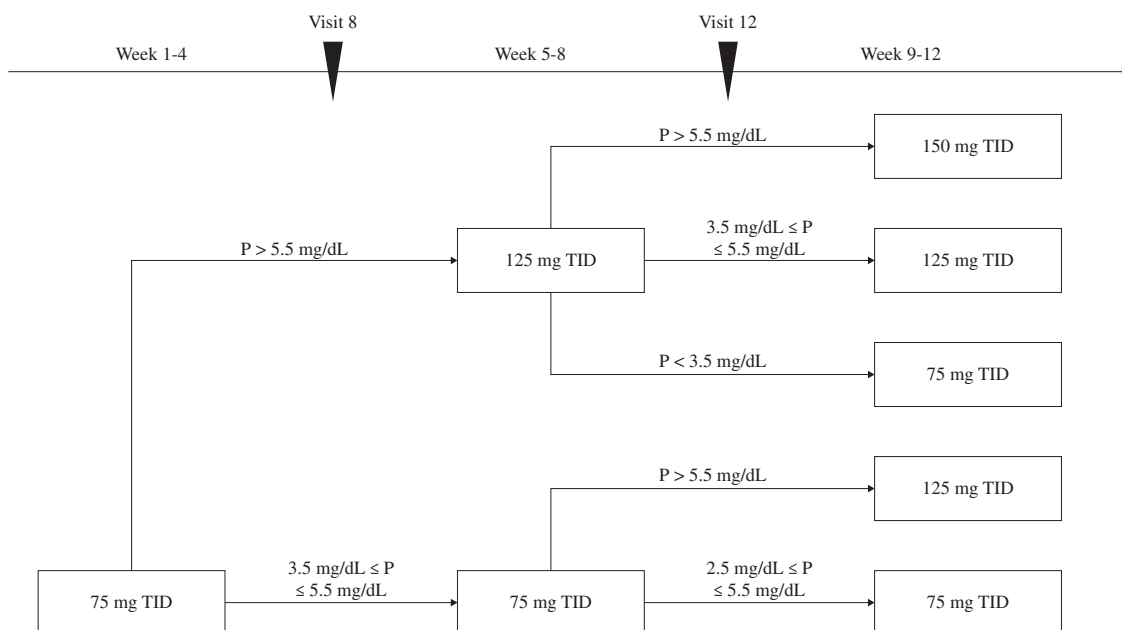 Visit 8
Visit 12
Week 1-4
Week 5-8
Week 9-12
P > 5.5 mg/dL
150 mg TID
P > 5.5 mg/dL
125 mg TID
3.5 mg/dL ≤ P
≤ 5.5 mg/dL
125 mg TID
P < 3.5 mg/dL
75 mg TID
P > 5.5 mg/dL
125 mg TID
75 mg TID
3.5 mg/dL ≤ P
≤ 5.5 mg/dL
75 mg TID
2.5 mg/dL ≤ P
≤ 5.5 mg/dL
75 mg TID